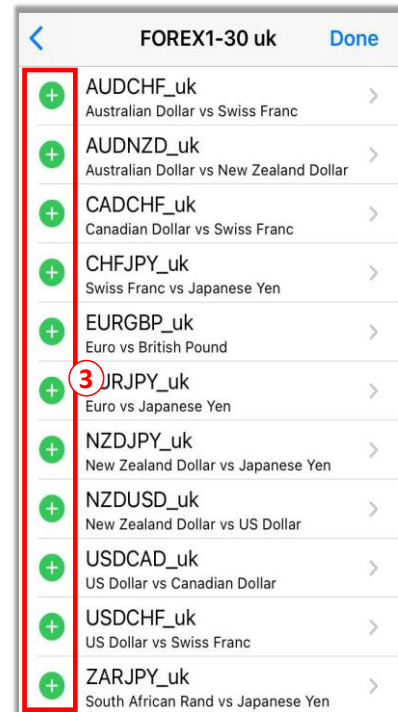 FOREX1-30 uk Done
AUDCHF_uk
Australian Dollar vs Swiss Franc
AUDNZD_uk
Australian Dollar vs New Zealand Dollar
CADCHF_uk
Canadian Dollar vs Swiss Franc
CHFJPY_uk
Swiss Franc vs Japanese Yen
EURGBP_uk
Euro vs British Pound
3 URJPY_uk
Euro vs Japanese Yen
NZDJPY_uk
New Zealand Dollar vs Japanese Yen
NZDUSD_uk
New Zealand Dollar vs US Dollar
USDCAD_uk
US Dollar vs Canadian Dollar
USDCHF_uk
US Dollar vs Swiss Franc
ZARJPY_uk
South African Rand vs Japanese Yen